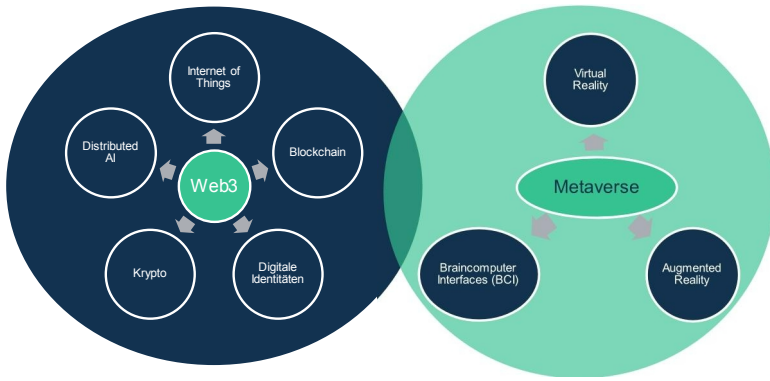 Internet of
Things
Distributed
AI
Blockchain
Web3
Krypto
Digitale
Identitäten
Virtual
Reality
Metaverse
Braincomputer
Interfaces (BCI)
Augmented
Reality